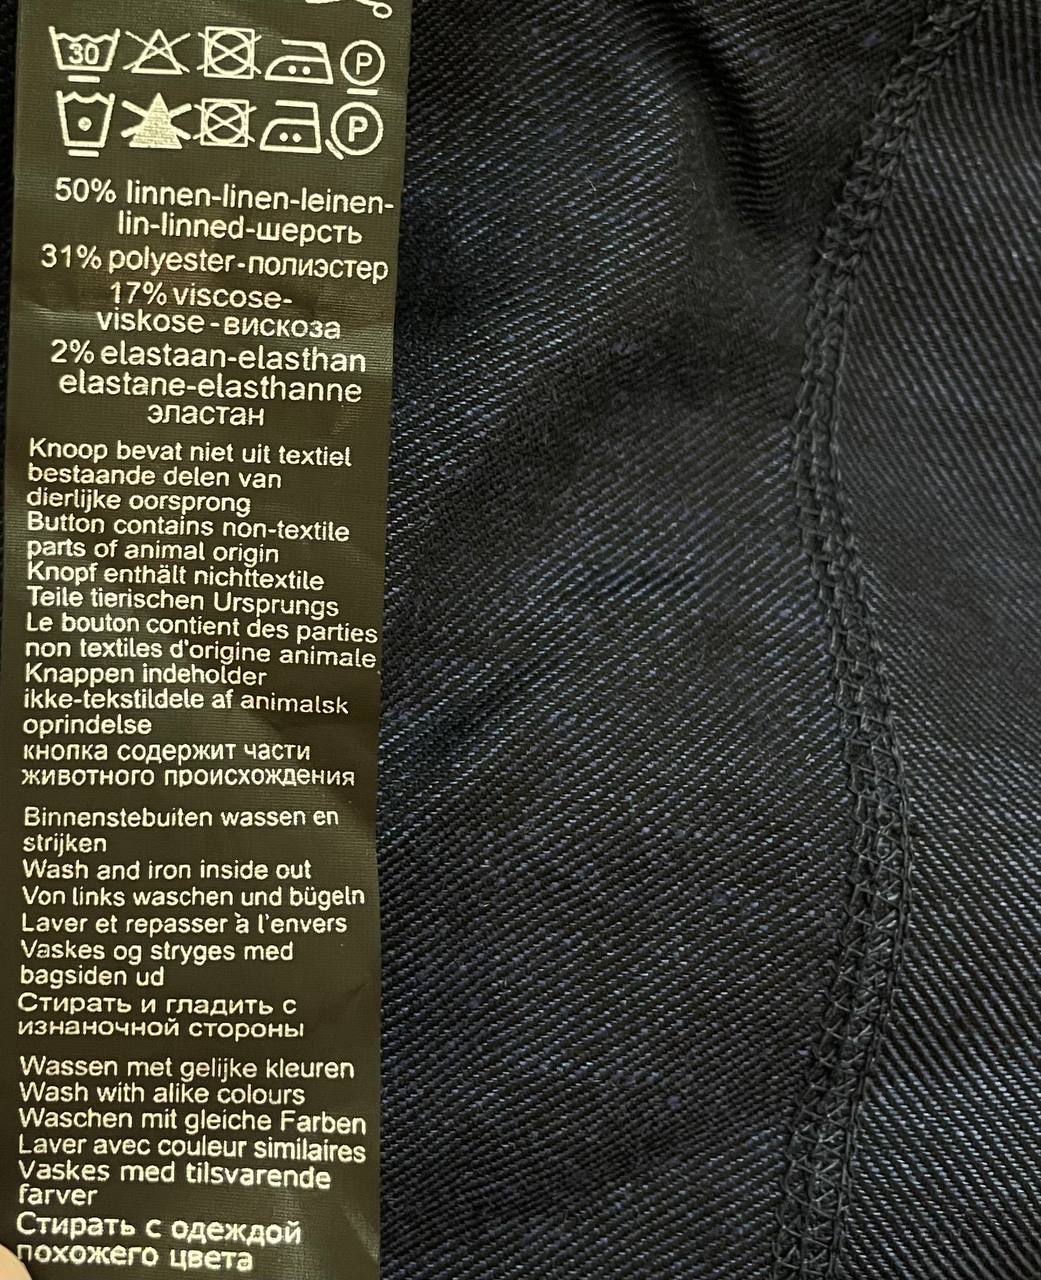 30 P
P
50% linnen-linen-leinen-
lin-linned-шерсть
31% polyester-полиэстер
17% viscose-
viskose-вискоза
2% elastaan-elasthan
elastane-elasthanne
эластан
Knoop bevat niet uit textiel
bestaande delen van
dierlijke oorsprong
Button contains non-textile
parts of animal origin
Knopf enthält nichttextile
Teile tierischen Ursprungs
Le bouton contient des parties
non textiles d'origine animale
Knappen indeholder
ikke-tekstildele af animalsk
oprindelse
кнопка содержит части
животного происхождения
Binnenstebuiten wassen en
strijken
Wash and iron inside out
Von links waschen und bügeln
Laver et repasser à l'envers
Vaskes og stryges med
bagsiden ud
Стирать и гладить с
изнаночной стороны
Wassen met gelijke kleuren
Wash with alike colours
Waschen mit gleiche Farben
Laver avec couleur similaires
Vaskes med tilsvarende
farver
Стирать с одеждой
похожего цвета